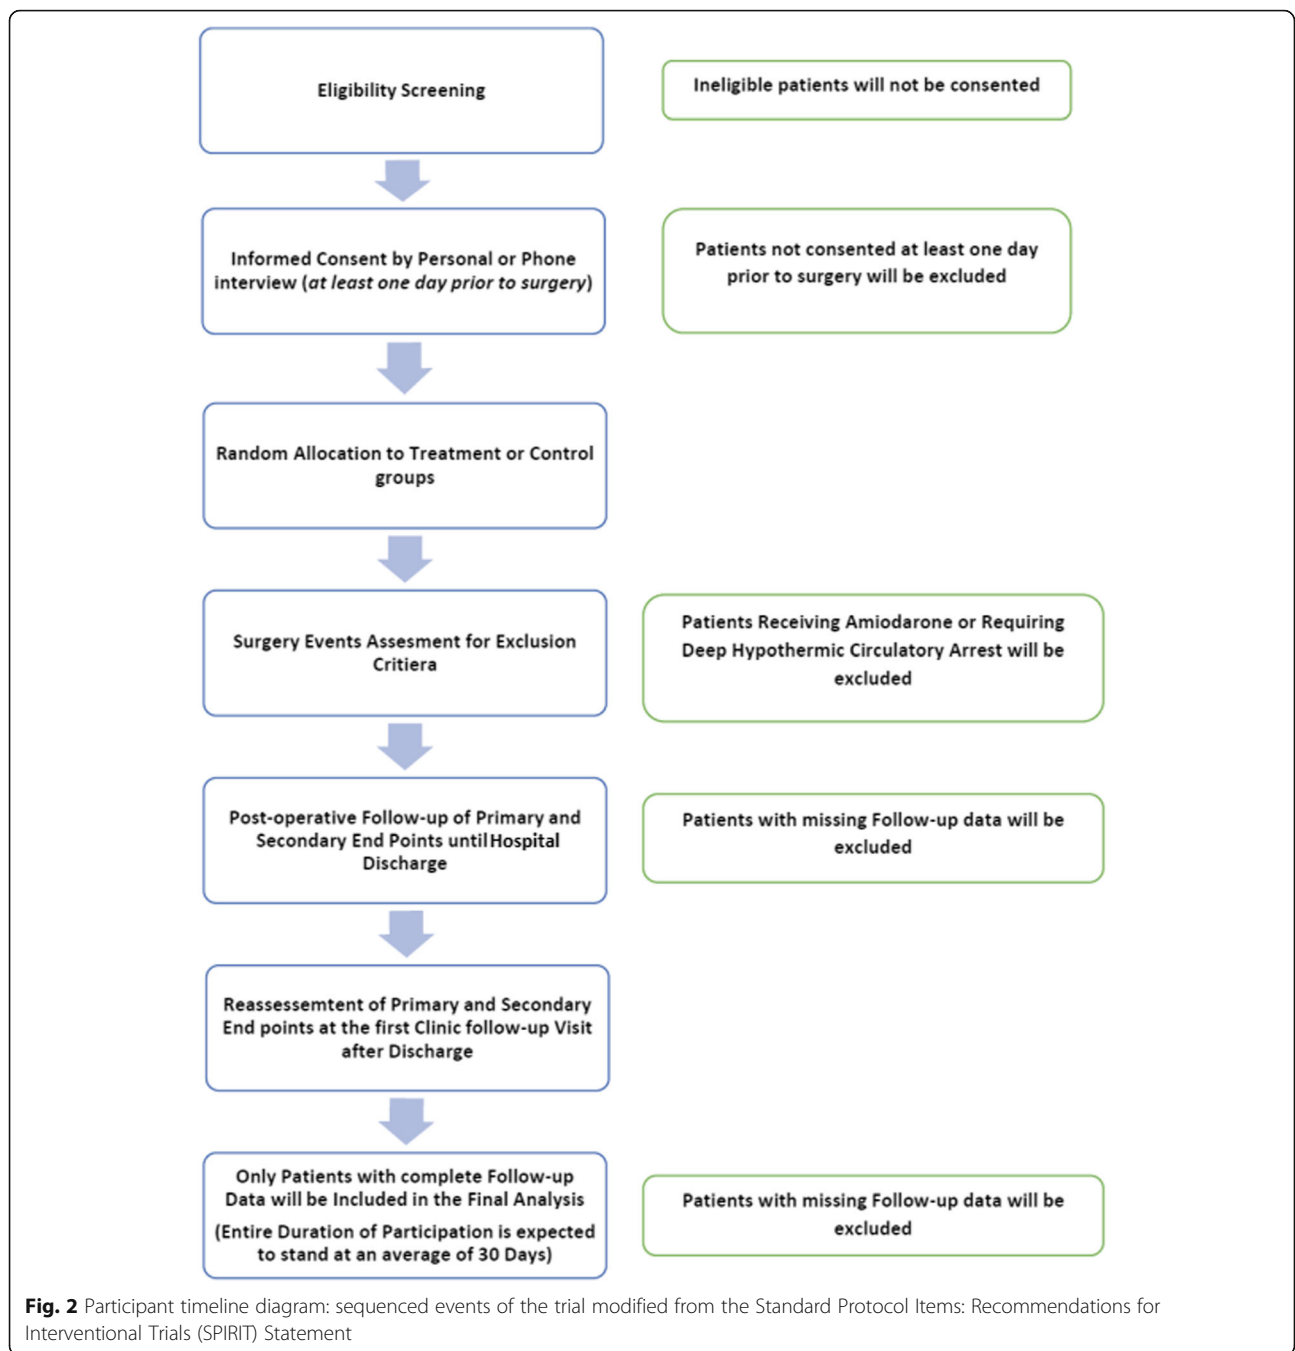 Eligibility Screening
Ineligible patients will not be consented
Informed Consent by Personal or Phone
interview (at least one day prior to surgery)
Patients not consented at least one day
prior to surgery will be excluded
Random Allocation to Treatment or Control
groups
Surgery Events Assesment for Exclusion
Critiera
Patients Receiving Amiodarone or Requiring
Deep Hypothermic Circulatory Arrest will be
excluded
Post-operative Follow-up of Primary and
Secondary End Points until Hospital
Discharge
Patients with missing Follow-up data will be
excluded
Reassessemtent of Primary and Secondary
End points at the first Clinic follow-up Visit
after Discharge
Only Patients with complete Follow-up
Data will be Included in the Final Analysis
(Entire Duration of Participation is expected
to stand at an average of 30 Days)
Patients with missing Follow-up data will be
excluded
Fig. 2 Participant timeline diagram: sequenced events of the trial modified from the Standard Protocol Items: Recommendations for
Interventional Trials (SPIRIT) Statement